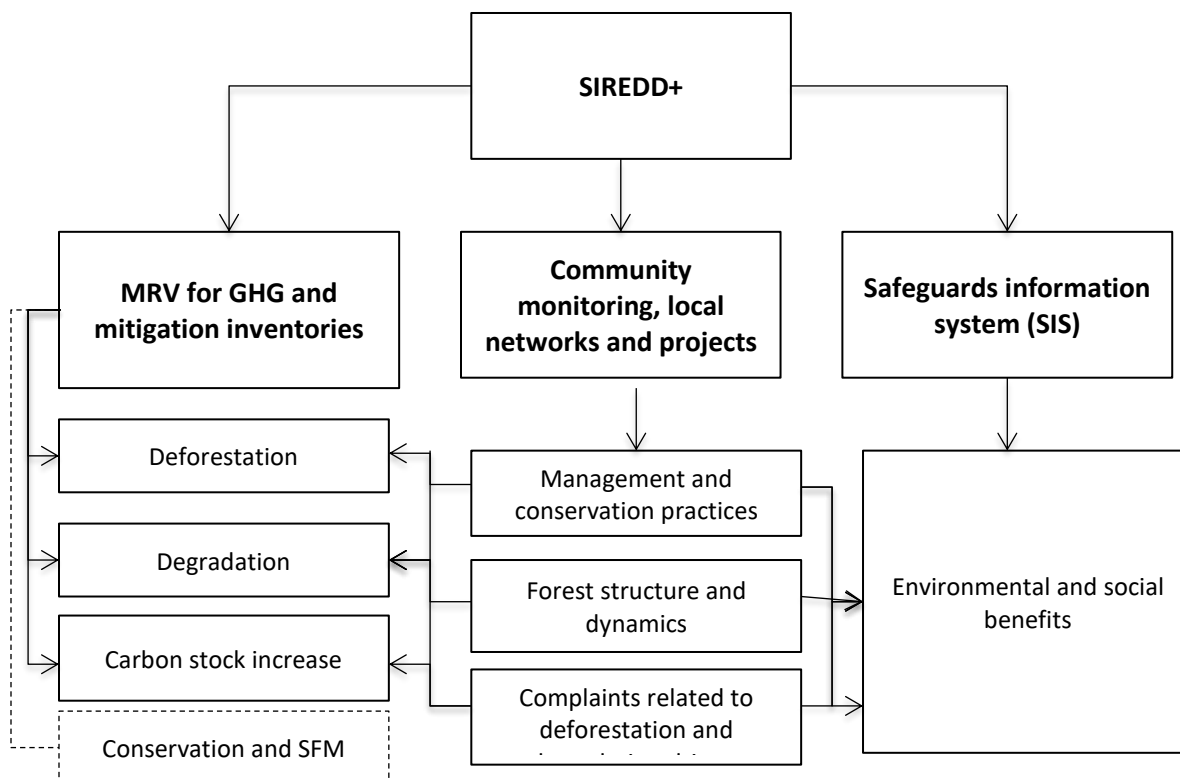 SIREDD+
MRV for GHG and
mitigation inventories
Community
monitoring, local
networks and projects
Safeguards information
system (SIS)
Deforestation
Degradation
Carbon stock increase
Conservation and SFM
Management and
conservation practices
Forest structure and
dynamics
Complaints related to
deforestation and
Environmental and social
benefits